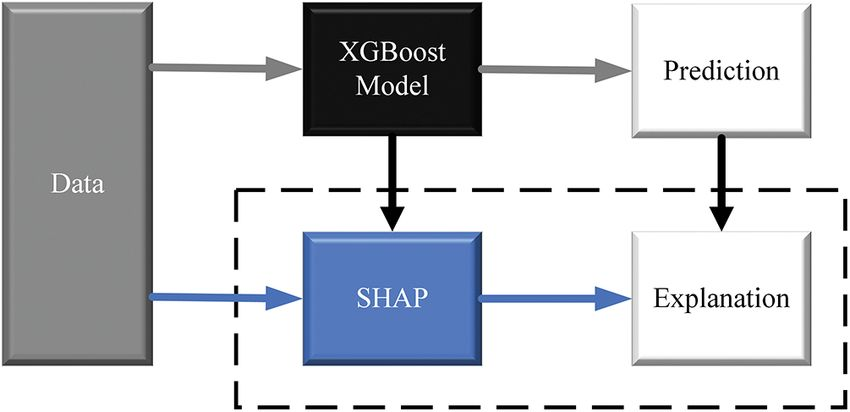 XGBoost
Model
Prediction
Data
SHAP
Explanation